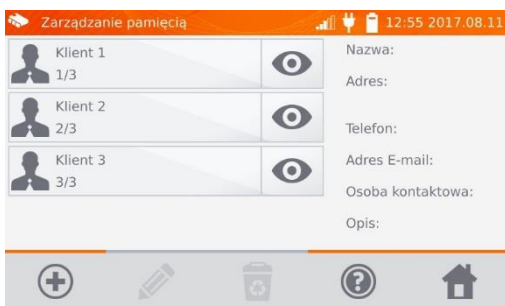 Zarządzanie pamięcią
12:55 2017.08.11
Klient 1
1/3
Klient 2
2/3
Klient 3
3/3
Nazwa:
Adres:
Telefon:
Adres E-mail:
Osoba kontaktowa:
Opis: